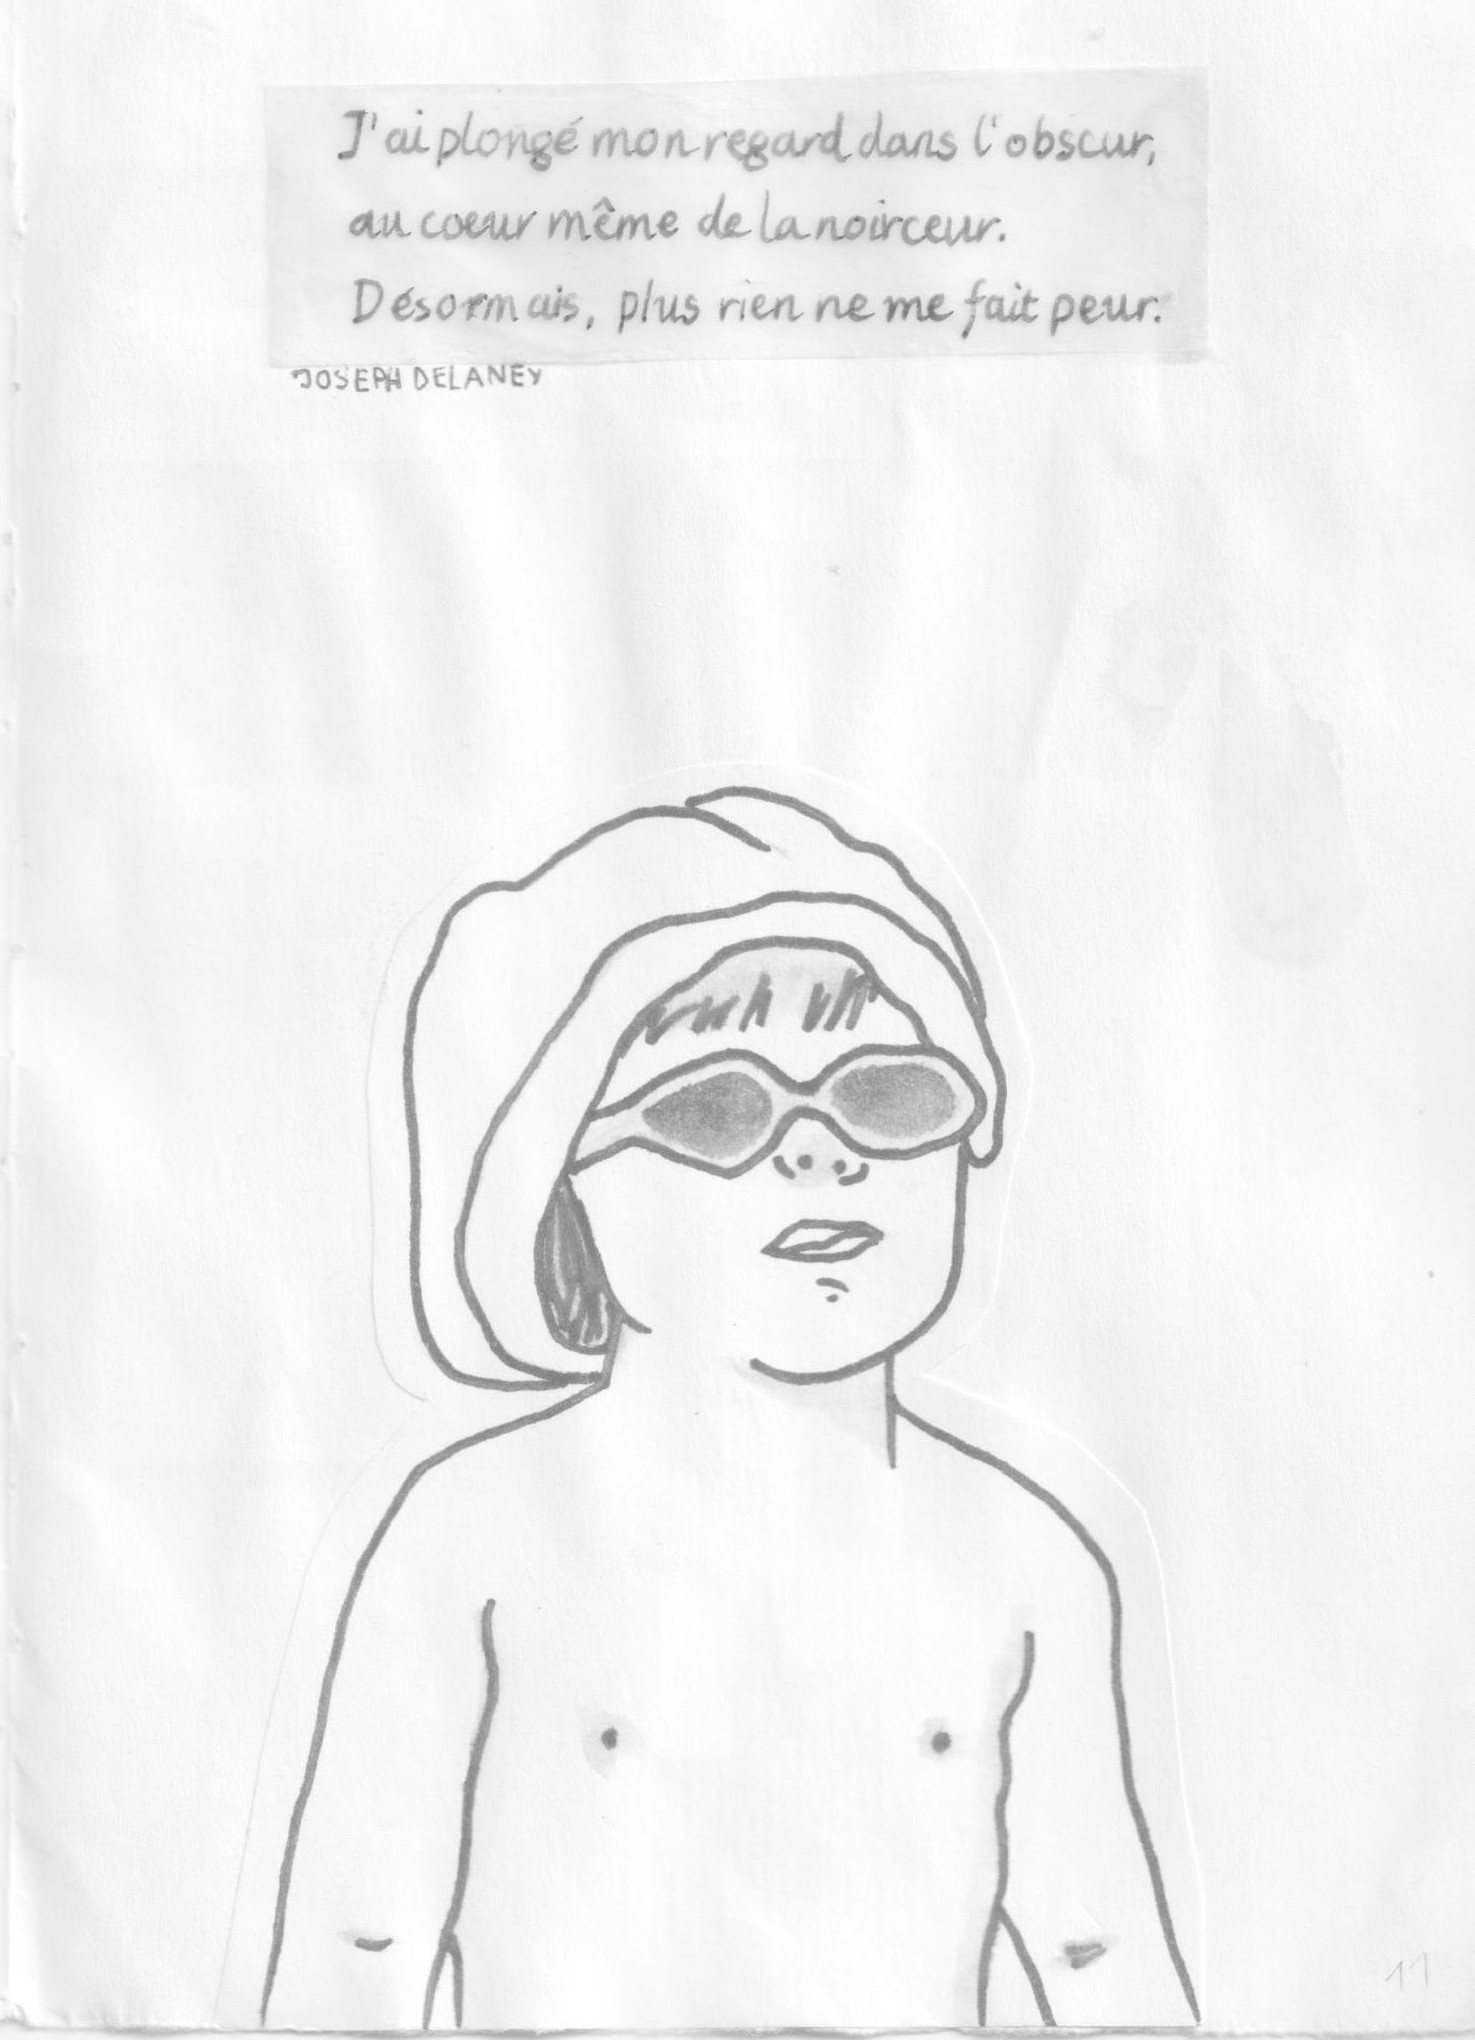 J'ai plongé mon regard dans l'obscur,
au coeur même de la noirceur.
Désormais, plus rien ne me fait peur.
JOSEPH DELANEY
11